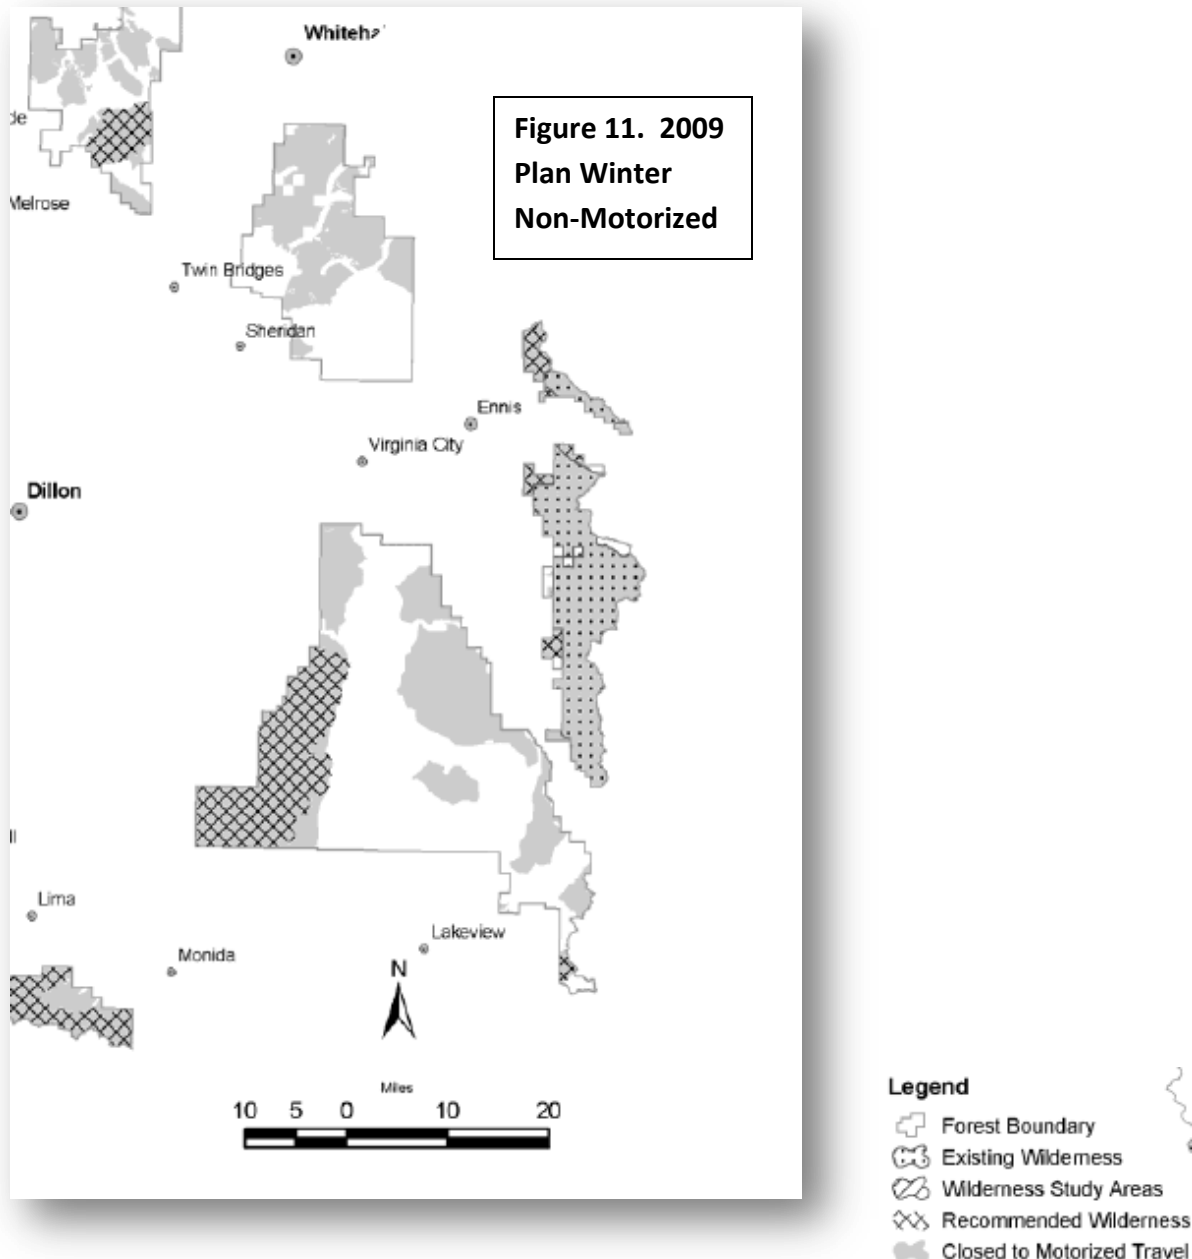 Whiteha
Figure 11. 2009
Plan Winter
Non-Motorized
de
Melrose
Twin Bridges
Sheridan
Ennis
Virginia City
Dillon
ll
Lima
Lakeview
Monida
N
Miles
10 5 0 10 20
Legend
Forest Boundary
Existing Wilderness
Wilderness Study Areas
Recommended Wilderness
Closed to Motorized Travel